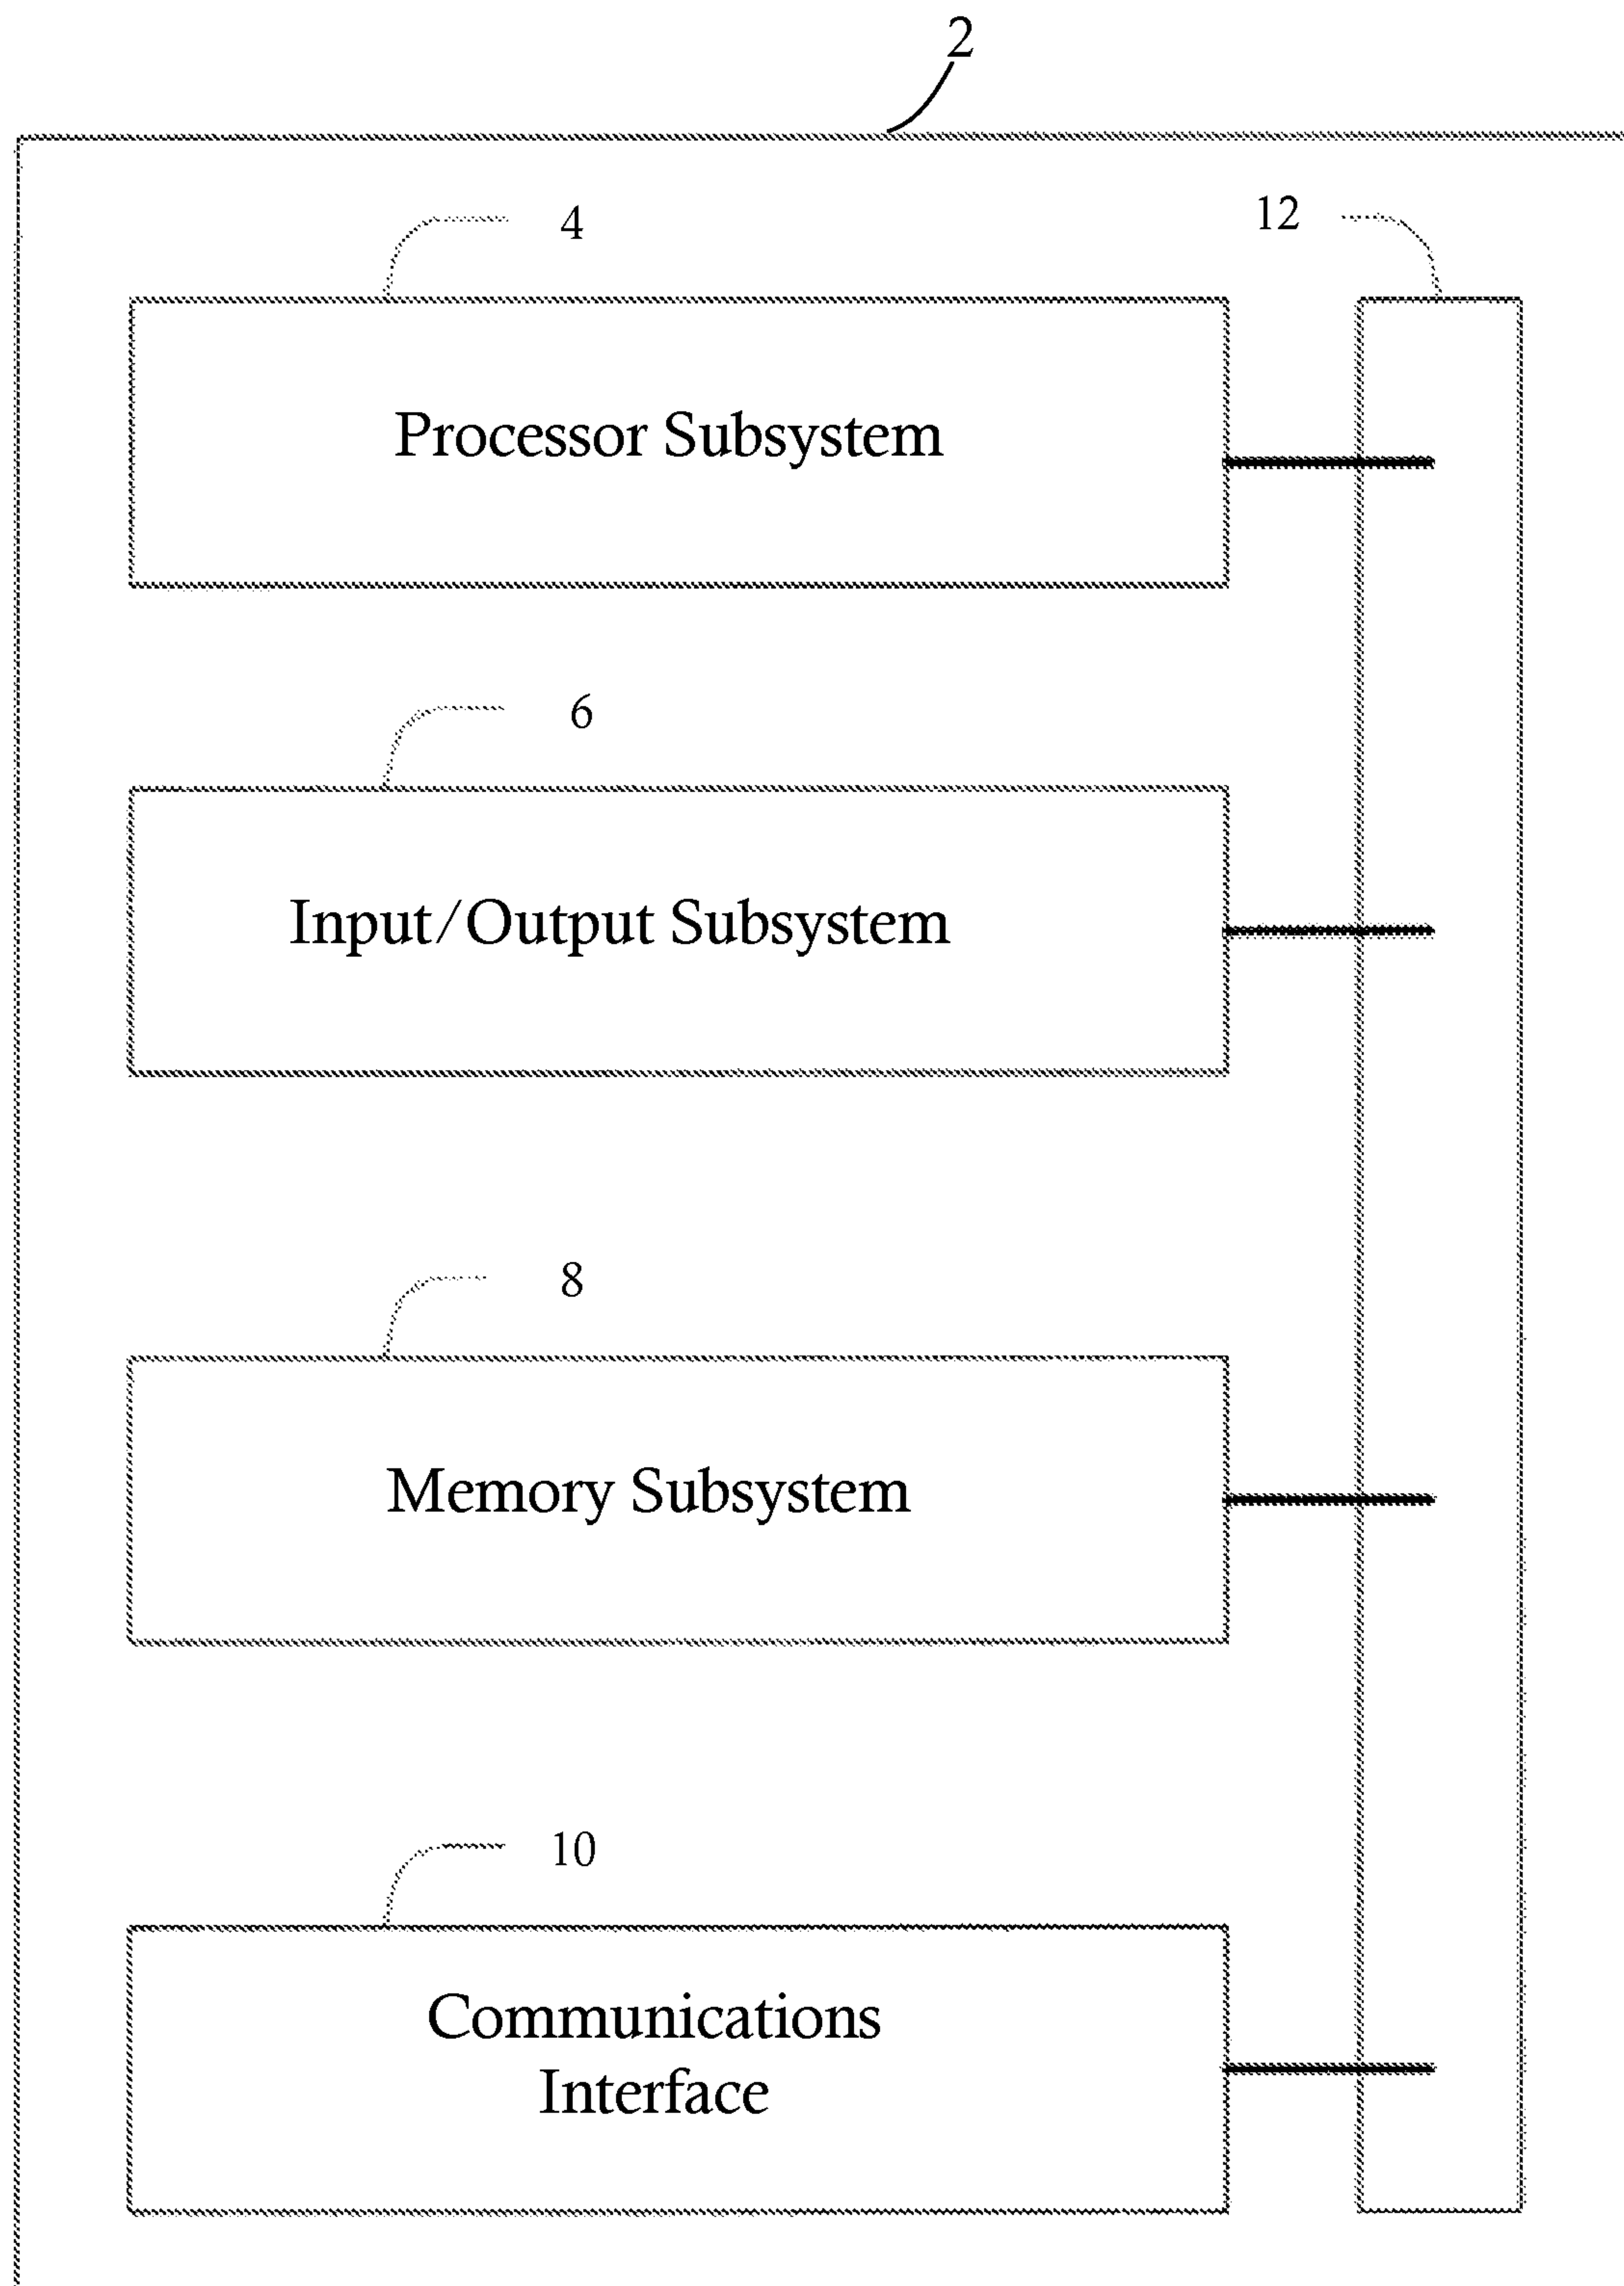 2
4
12
Processor Subsystem
6
Input/Output Subsystem
8
Memory Subsystem
10
Communications
Interface